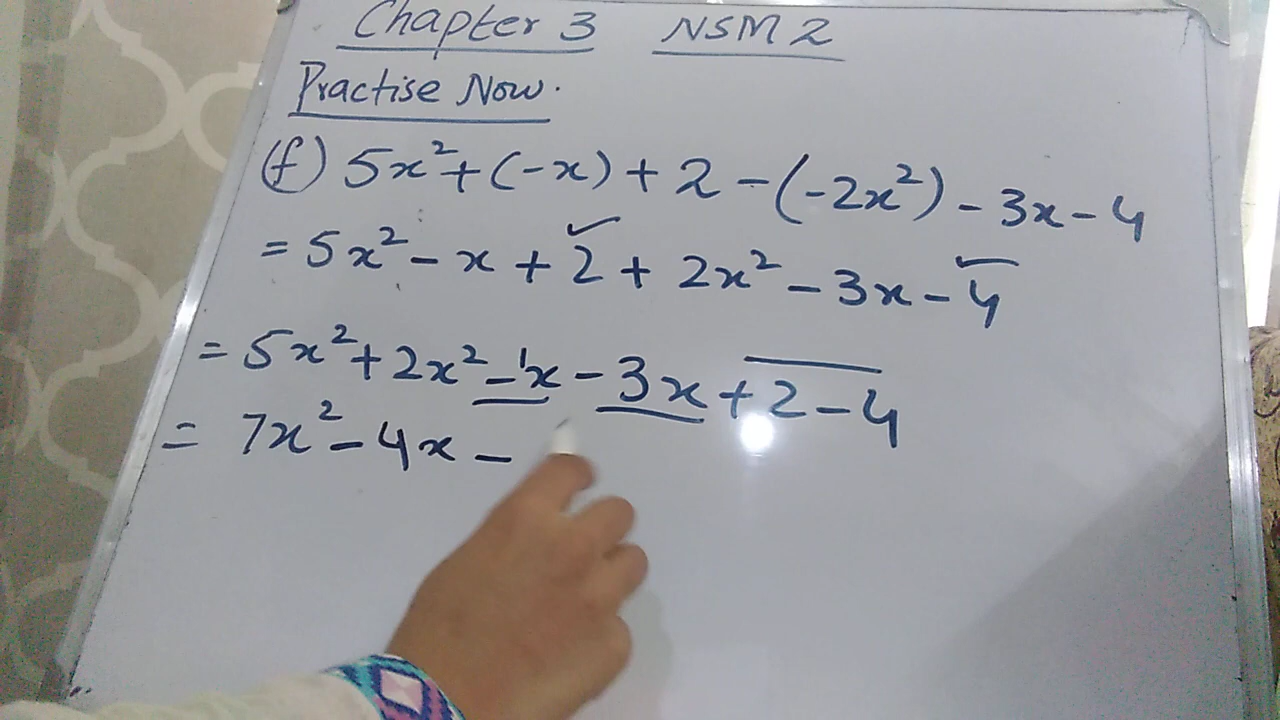 Chapter 3 NSM 2
Practise Now.
(f) 5x² + (-x) + 2 - (-2x²) - 3x - 4
= 5x² - x + 2 + 2x² - 3x - 4
= 5x² + 2x² - 1x - 3x + 2 - 4
= 7x² - 4x -